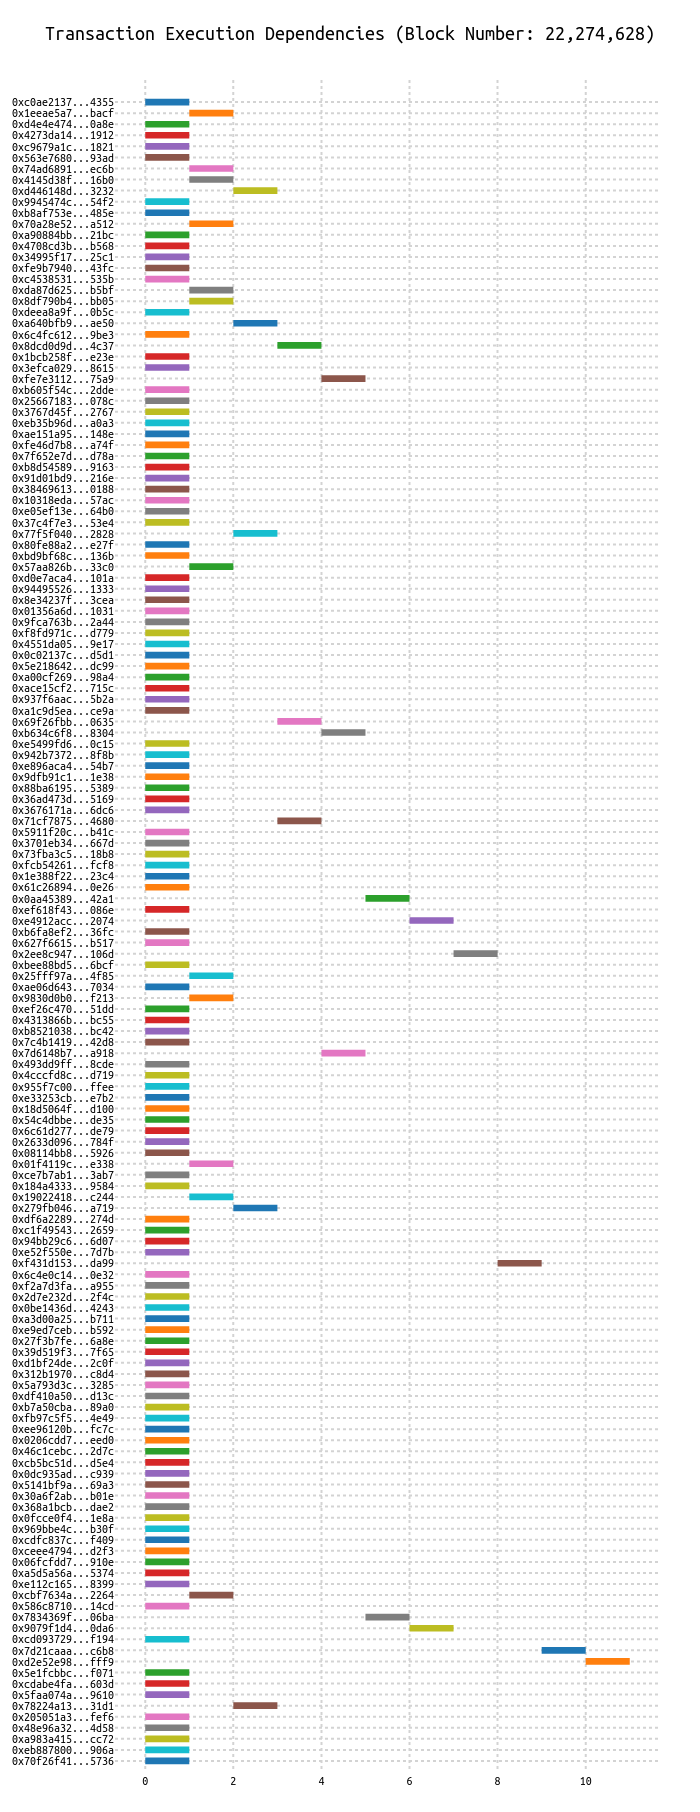 Transaction Execution Dependencies (Block Number: 22,274,628)
0xc0ae2137...4355
0x1eeae5a7...bacf
0xd4e4e474...0a8e
0x4273da14...1912
0xc9679a1c...1821
0x563e7680...93ad
0x74ad6891...ec6b
0x4145d38f...16b0
0xd446148d...3232
0x9945474c...54f2
0xb8af753e...485e
0x70a28e52...a512
0xa90884bb...21bc
0x4708cd3b...b568
0x34995f17...25c1
0xfe9b7940...43fc
0xc4538531...535b
0xda87d625...b5bf
0x8df790b4...bb05
0xdeea8a9f...0b5c
0xa640bfb9...ae50
0x6c4fc612...9be3
0x8dcd0d9d...4c37
0x1bcb258f...e23e
0x3efca029...8615
0xfe7e3112...75a9
0xb605f54c...2dde
0x25667183...078c
0x3767d45f...2767
0xeb35b96d...a0a3
0xae151a95...148e
0xfe46d7b8...a74f
0x7f652e7d...d78a
0xb8d54589...9163
0x91d01bd9...216e
0x38469613...0188
0x10318eda...57ac
0xe05ef13e...64b0
0x37c4f7e3...53e4
0x77f5f040...2828
0x80fe88a2...e27f
0xbd9bf68c...136b
0x57aa826b...33c0
0xd0e7aca4...101a
0x94495526...1333
0x8e34237f...3cea
0x01356a6d...1031
0x9fca763b...2a44
0xf8fd971c...d779
0x4551da05...9e17
0x0c02137c...d5d1
0x5e218642...dc99
0xa00cf269...98a4
0xace15cf2...715c
0x937f6aac...5b2a
0xa1c9d5ea...ce9a
0x69f26fbb...0635
0xb634c6f8...8304
0xe5499fd6...0c15
0x942b7372...8f8b
0xe896aca4...54b7
0x9dfb91c1...1e38
0x88ba6195...5389
0x36ad473d...5169
0x3676171a...6dc6
0x71cf7875...4680
0x5911f20c...b41c
0x3701eb34...667d
0x73fba3c5...18b8
0xfcb54261...fcf8
0x1e388f22...23c4
0x61c26894...0e26
0x0aa45389...42a1
0xef618f43...086e
0xe4912acc...2074
0xb6fa8ef2...36fc
0x627f6615...b517
0x2ee8c947...106d
0xbee88bd5...6bcf
0x25fff97a...4f85
0xae06d643...7034
0x9830d0b0...f213
0xef26c470...51dd
0x4313866b...bc55
0xb8521038...bc42
0x7c4b1419...42d8
0x7d6148b7...a918
0x493dd9ff...8cde
0x4cccfd8c...d719
0x955f7c00...ffee
0xe33253cb...e7b2
0x18d5064f...d100
0x54c4dbbe...de35
0x6c61d277...de79
0x2633d096...784f
0x08114bb8...5926
0x01f4119c...e338
0xce7b7ab1...3ab7
0x184a4333...9584
0x19022418...c244
0x279fb046...a719
0xdf6a2289...274d
0xc1f49543...2659
0x94bb29c6...6d07
0xe52f550e...7d7b
0xf431d153...da99
0x6c4e0c14...0e32
0xf2a7d3fa...a955
0x2d7e232d...2f4c
0x0be1436d...4243
0xa3d00a25...b711
0xe9ed7ceb...b592
0x27f3b7fe...6a8e
0x39d519f3...7f65
0xd1bf24de...2c0f
0x312b1970...c8d4
0x5a793d3c...3285
0xdf410a50...d13c
0xb7a50cba...89a0
0xfb97c5f5...4e49
0xee96120b...fc7c
0x0206cdd7...eed0
0x46c1cebc...2d7c
0xcb5bc51d...d5e4
0x0dc935ad...c939
0x5141bf9a...69a3
0x30a6f2ab...b01e
0x368a1bcb...dae2
0x0fcce0f4...1e8a
0x969bbe4c...b30f
0xcdfc837c...f409
0xceee4794...d2f3
0x06fcfdd7...910e
0xa5d5a56a...5374
0xe112c165...8399
0xcbf7634a...2264
0x586c8710...14cd
0x7834369f...06ba
0x9079f1d4...0da6
0xcd093729...f194
0x7d21caaa...c6b8
0xd2e52e98...fff9
0x5e1fcbbc...f071
0xcdabe4fa...603d
0x5faa074a...9610
0x78224a13...31d1
0x205051a3...fef6
0x48e96a32...4d58
0xa983a415...cc72
0xeb887800...906a
0x70f26f41...5736
0 2 4 6 8 10